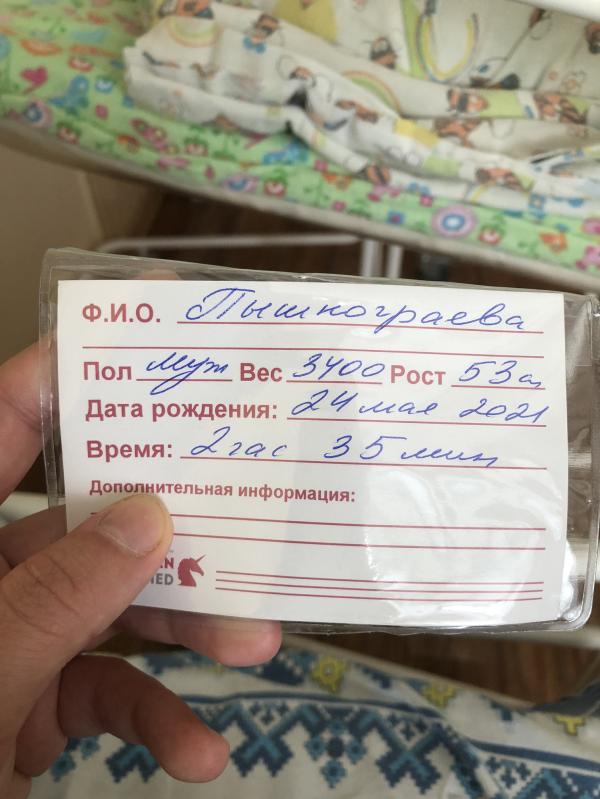 Ф.И.О. Пышнограева
Пол муж Вес 3400 Рост 53 см
Дата рождения: 24 мая 2021
Время: 2 час 35 мин
Дополнительная информация: